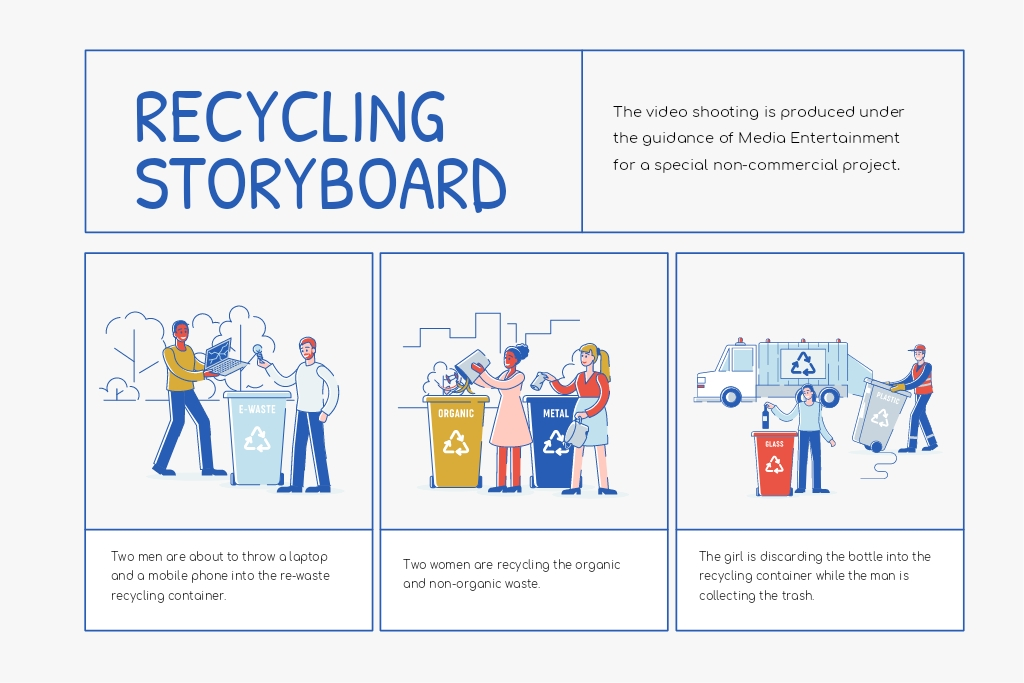 RECYCLING
STORYBOARD
The video shooting is produced under
the guidance of Media Entertainment
for a special non-commercial project.
E-WASTE
ORGANIC
METAL
PLASTIC
GLASS
Two men are about to throw a laptop
and a mobile phone into the re-waste
recycling container.
Two women are recycling the organic
and non-organic waste.
The girl is discarding the bottle into the
recycling container while the man is
collecting the trash.